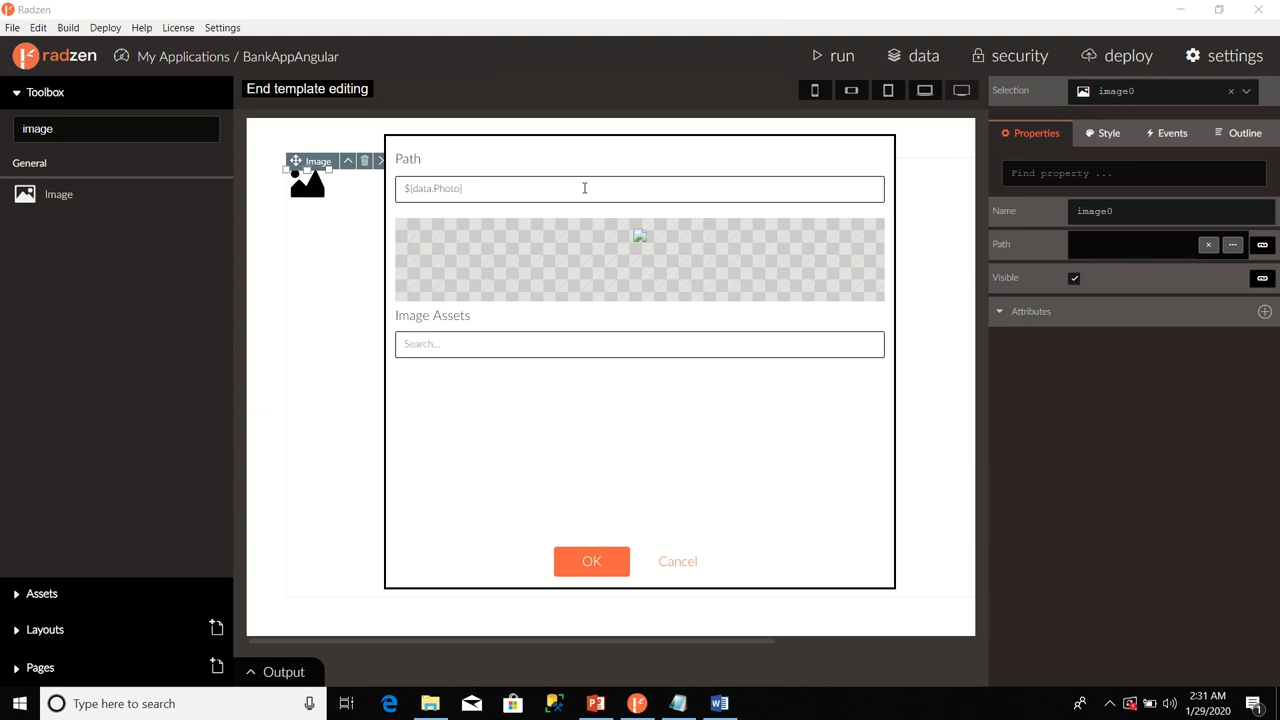 Radzen
File Edit Build Deploy Help License Settings
radzen My Applications / BankAppAngular run data security deploy settings
Toolbox
End template editing
Selection image0
image
Properties Style Events Outline
General
Image
Find property ...
Name image0
Path
Visible
Attributes
Image
Path
${data.Photo}
Image Assets
Search...
OK Cancel
Assets
Layouts
Pages
Output
Type here to search
2:31 AM
1/29/2020
1